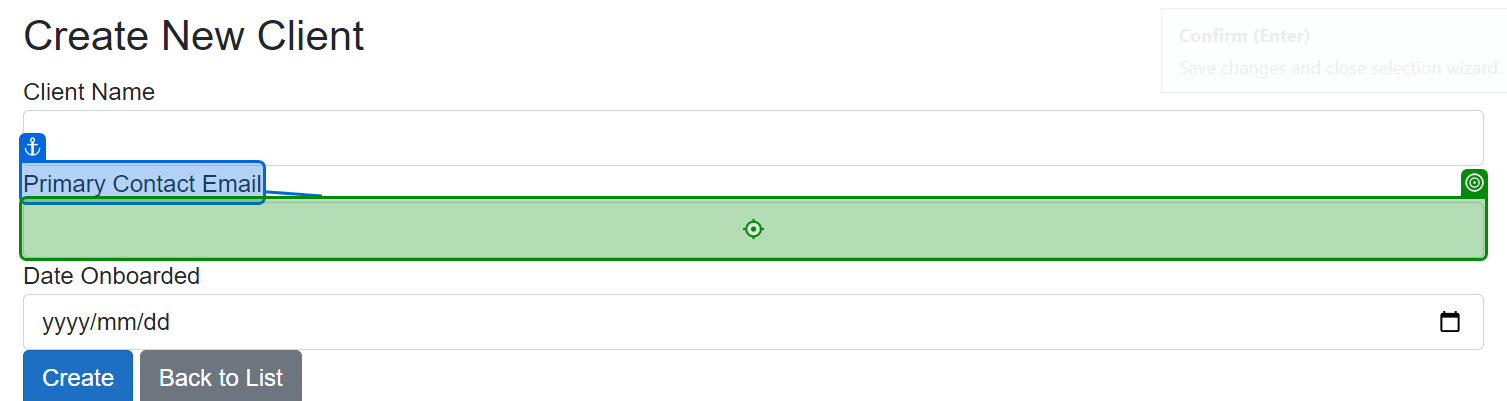 Create New Client
Confirm (Enter)
Save changes and close selection wizard.
Client Name
Primary Contact Email
Date Onboarded
yyyy/mm/dd
Create
Back to List